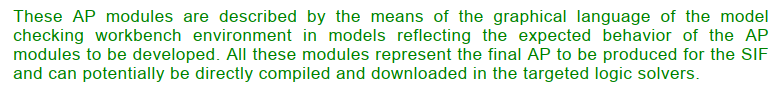 These AP modules are described by the means of the graphical language of the model
checking workbench environment in models reflecting the expected behavior of the AP
modules to be developed. All these modules represent the final AP to be produced for the SIF
and can potentially be directly compiled and downloaded in the targeted logic solvers.